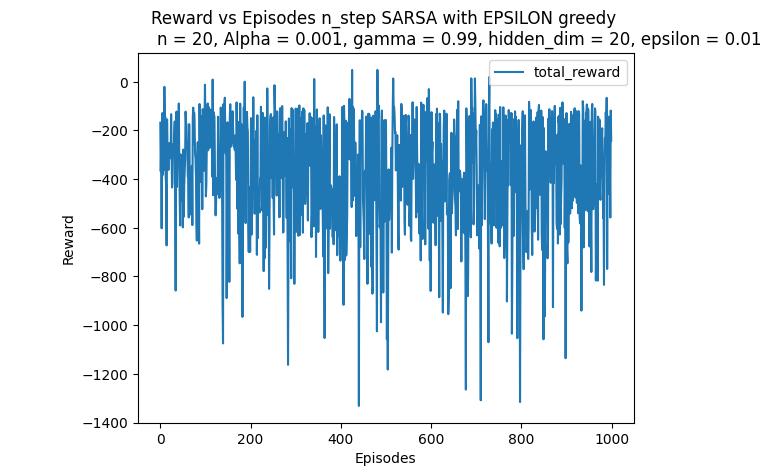 Reward vs Episodes n_step SARSA with EPSILON greedy
n = 20, Alpha = 0.001, gamma = 0.99, hidden_dim = 20, epsilon = 0.01
total_reward
0
−200
−400
−600
−800
−1000
−1200
−1400
Reward
0 200 400 600 800 1000
Episodes